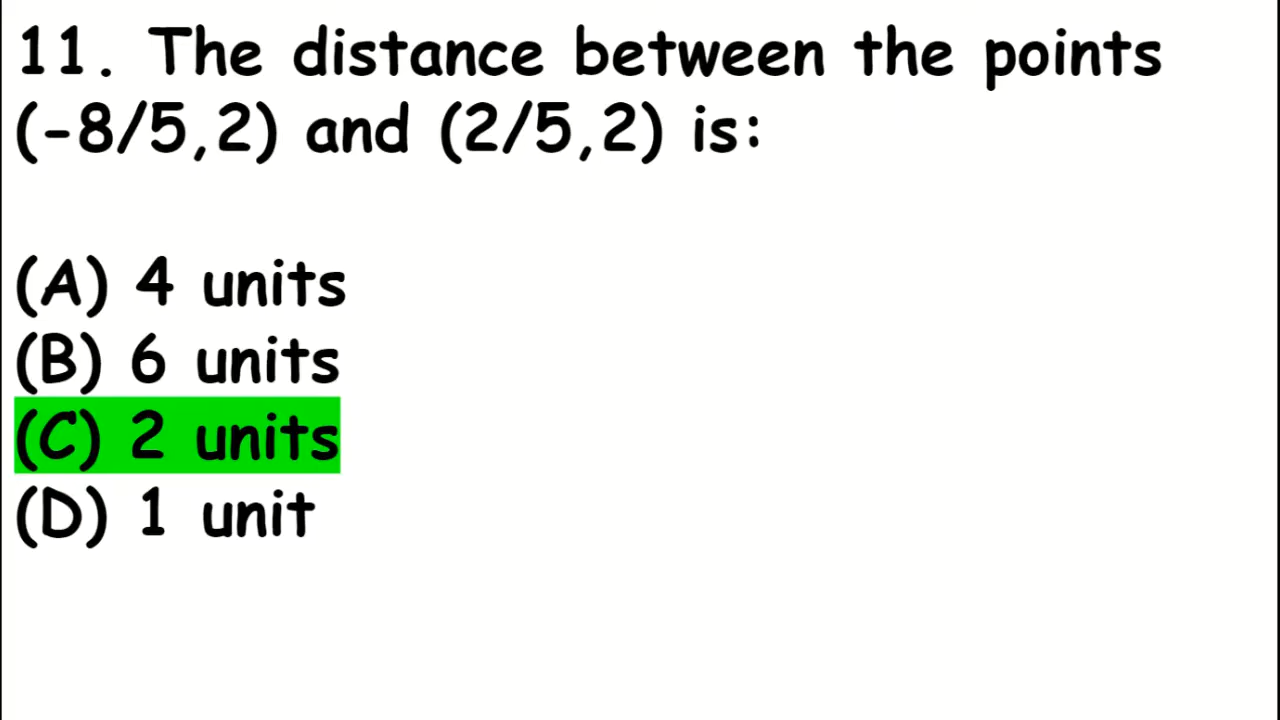 11. The distance between the points
(-8/5,2) and (2/5,2) is:
(A) 4 units
(B) 6 units
(C) 2 units
(D) 1 unit